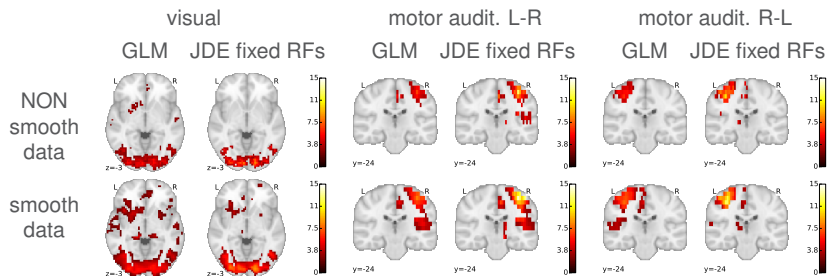 visual motor audit. L-R motor audit. R-L
GLM JDE fixed RFs GLM JDE fixed RFs GLM JDE fixed RFs
NON
smooth
data
L R L R L R
15 15 15
11 11 11
7.5 7.5 7.5
3.8 3.8 3.8
0 0 0
z=-3 y=-24 y=-24
smooth
data
L R L R L R
15 15 15
11 11 11
7.5 7.5 7.5
3.8 3.8 3.8
0 0 0
z=-3 y=-24 y=-24